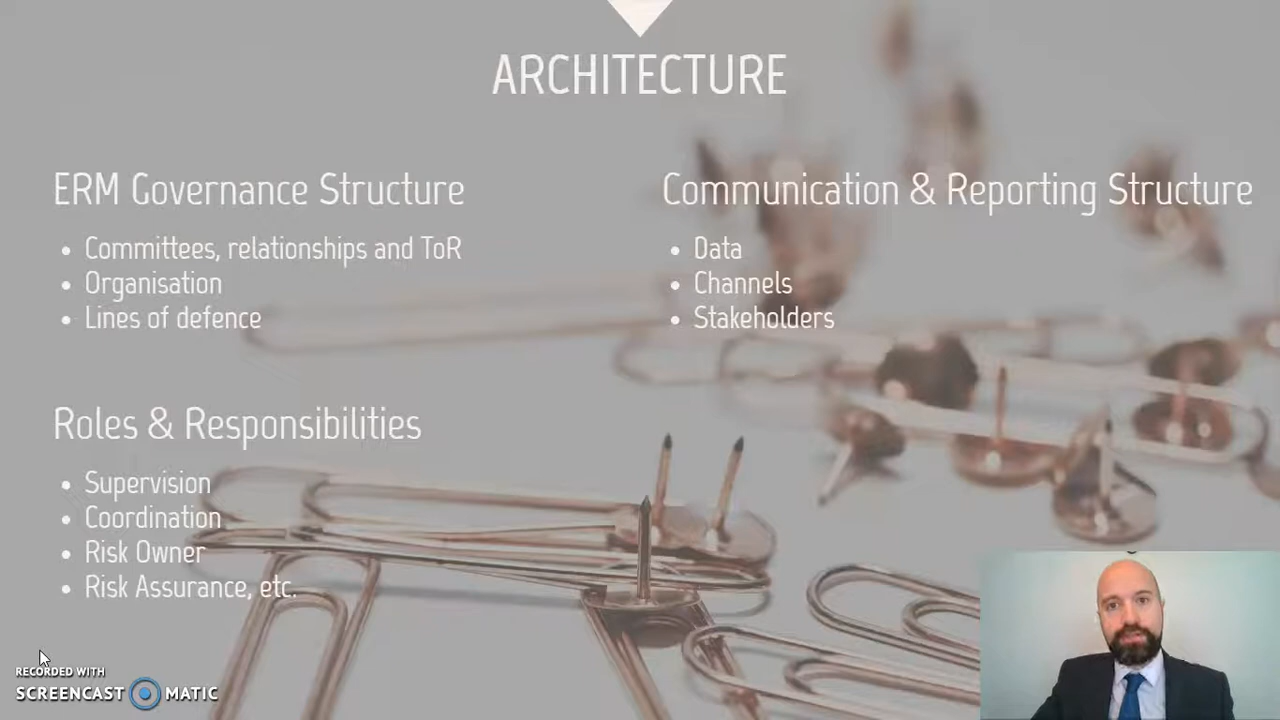 ARCHITECTURE
ERM Governance Structure
• Committees, relationships and ToR
• Organisation
• Lines of defence
Communication & Reporting Structure
• Data
• Channels
• Stakeholders
Roles & Responsibilities
• Supervision
• Coordination
• Risk Owner
• Risk Assurance, etc.
RECORDED WITH
SCREENCAST MATIC